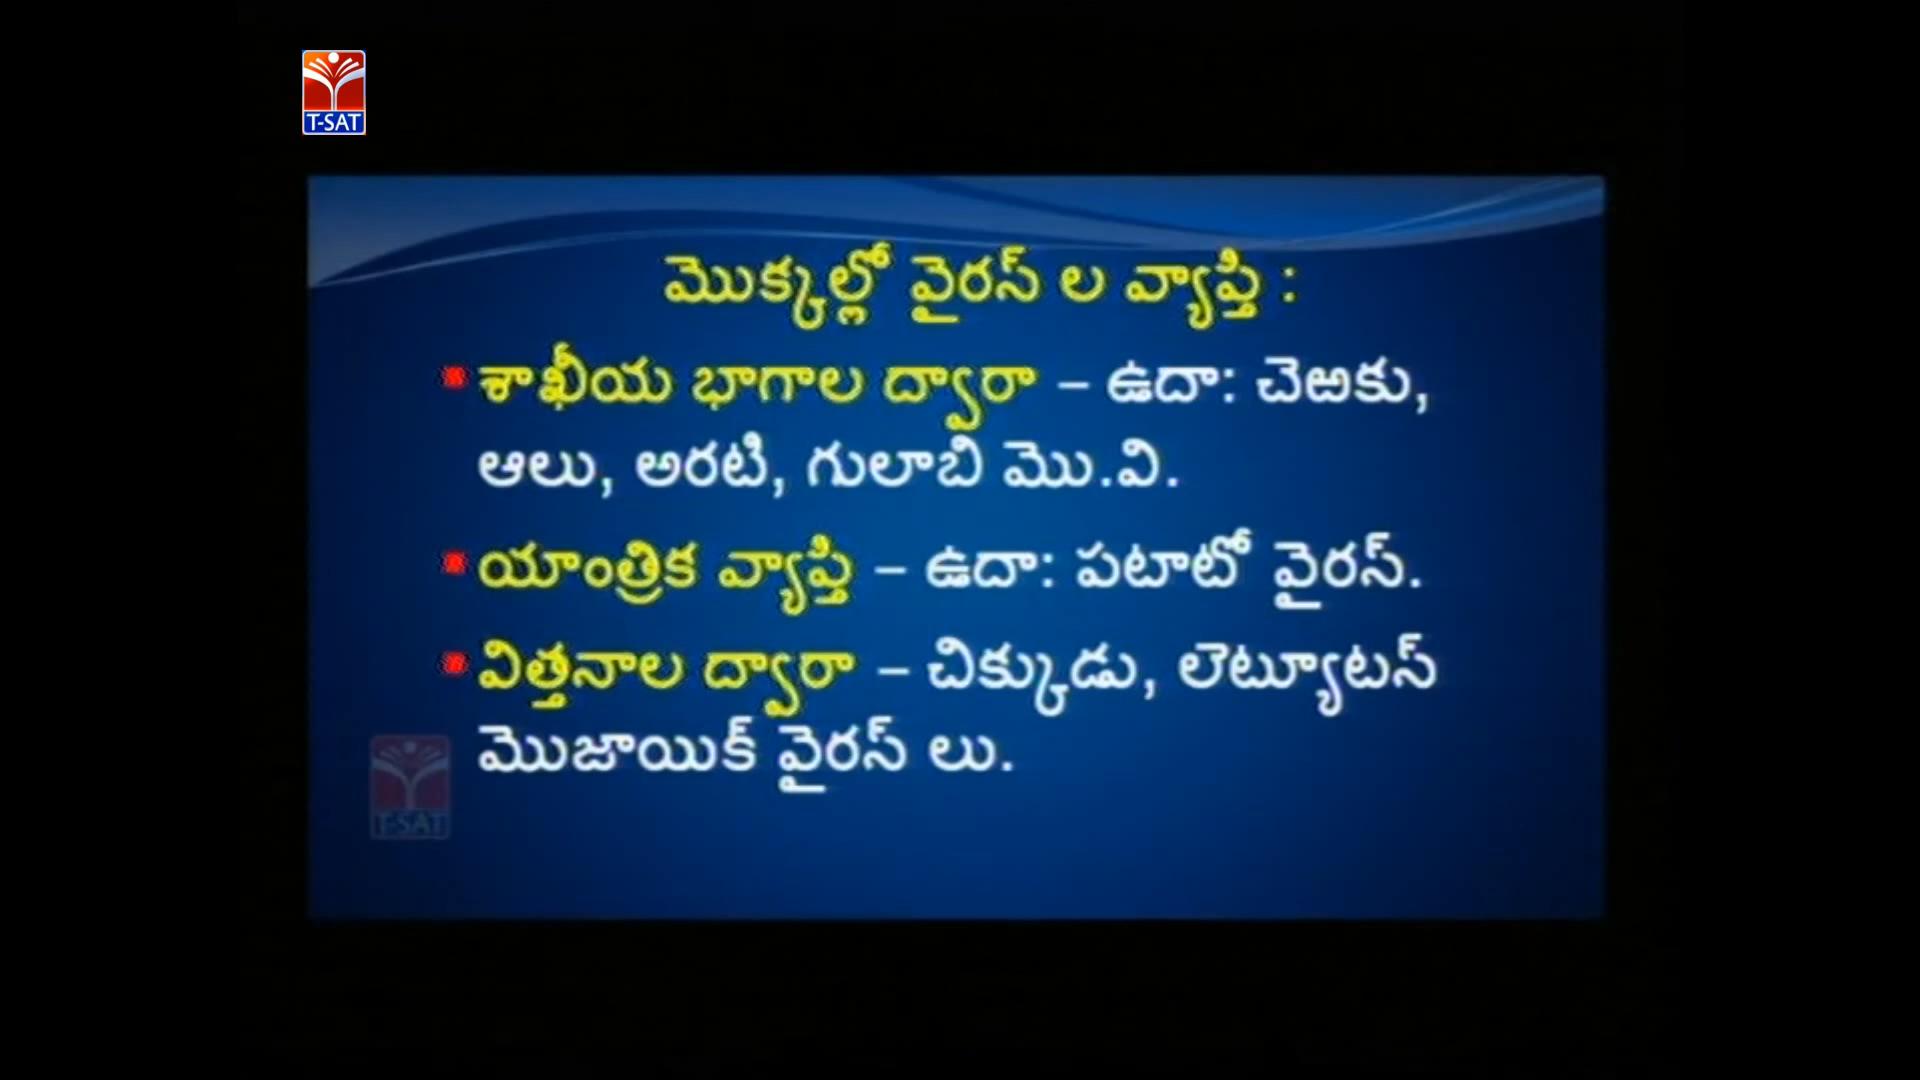 T-SAT
మొక్కల్లో వైరస్ ల వ్యాప్తి :
శాఖీయ భాగాల ద్వారా – ఉదా: చెఱకు,
ఆలు, అరటి, గులాబి మొ.వి.
యాంత్రిక వ్యాప్తి – ఉదా: పటాటో వైరస్.
విత్తనాల ద్వారా – చిక్కుడు, లెట్యూటస్
మొజాయిక్ వైరస్ లు.
T-SAT